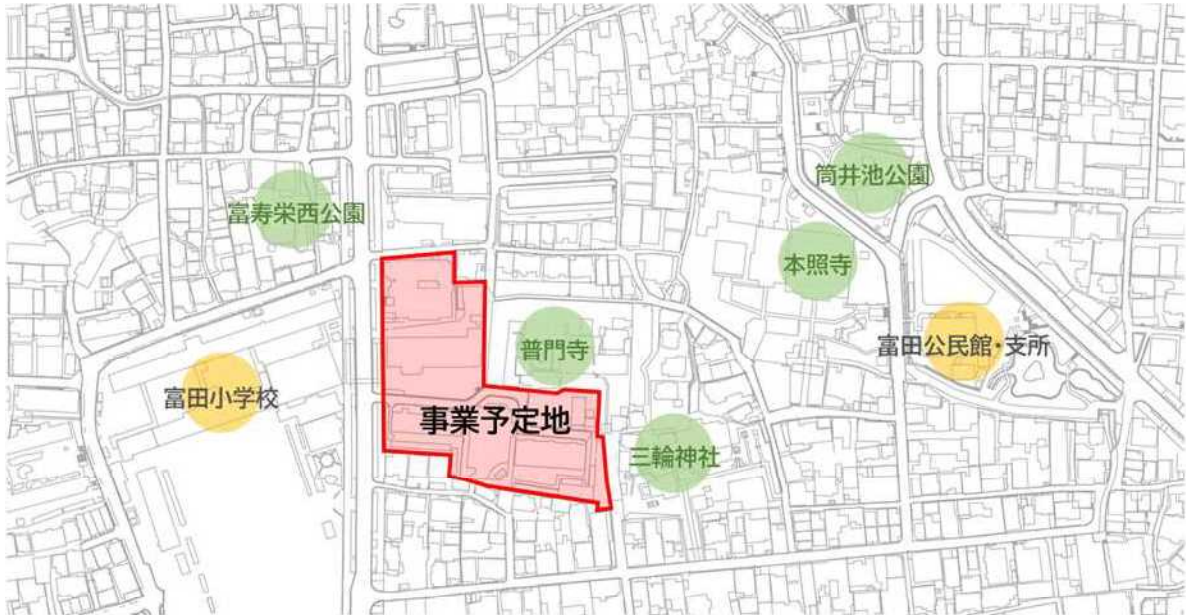 筒井池公園
富寿栄西公園
本照寺
普門寺
富田公民館・支所
富田小学校
事業予定地
三輪神社